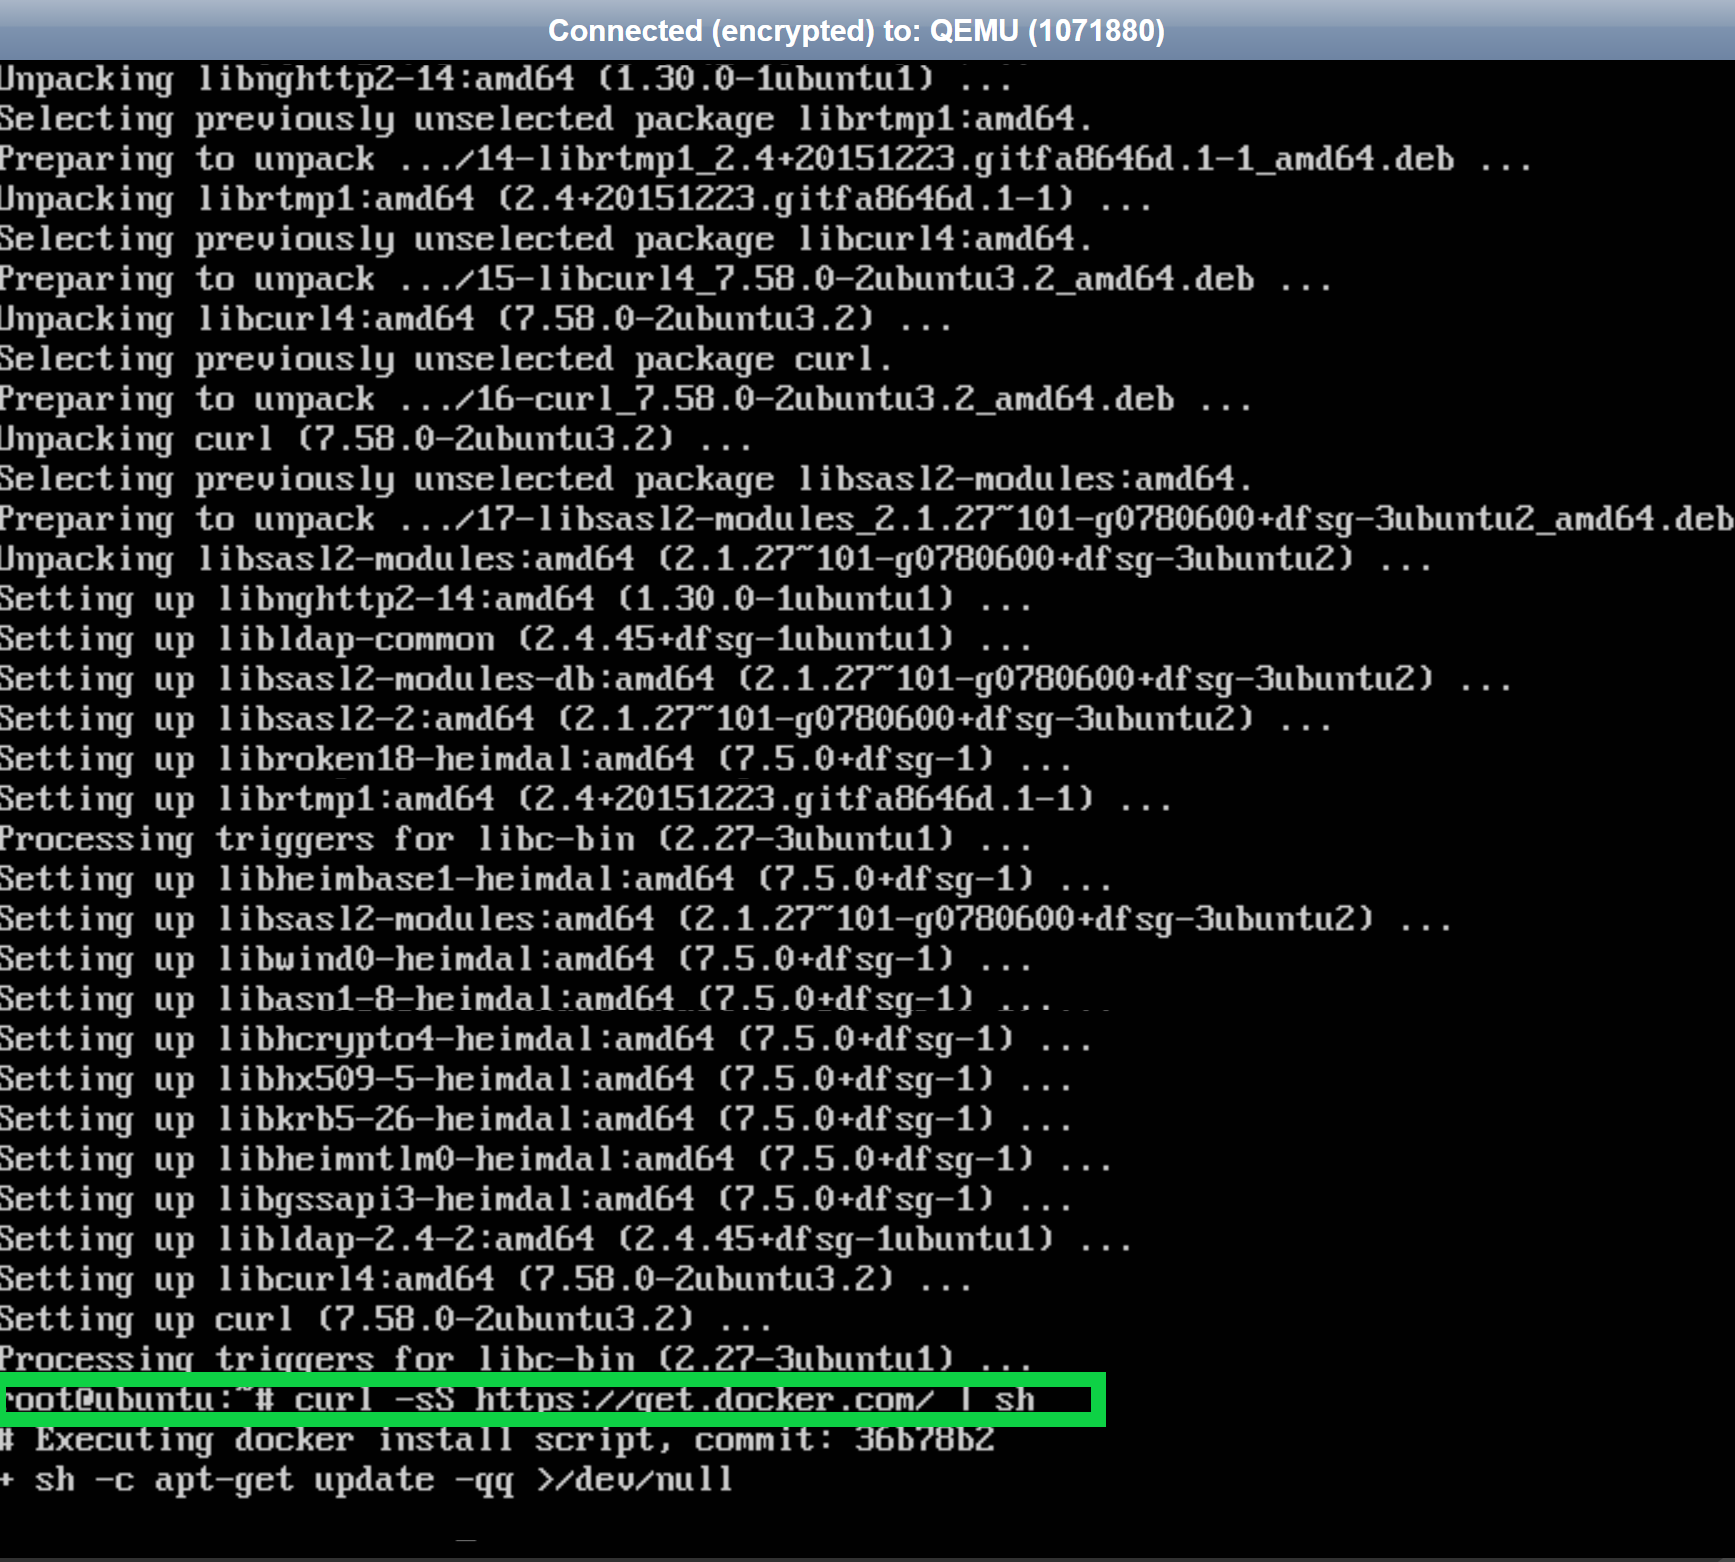 Connected (encrypted) to: QEMU (1071880)
Unpacking libnghttp2-14:amd64 (1.30.0-1ubuntu1) ...
Selecting previously unselected package librtmp1:amd64.
Preparing to unpack .../14-librtmp1_2.4+20151223.gitfa8646d.1-1_amd64.deb ...
Unpacking librtmp1:amd64 (2.4+20151223.gitfa8646d.1-1) ...
Selecting previously unselected package libcurl4:amd64.
Preparing to unpack .../15-libcurl4_7.58.0-2ubuntu3.2_amd64.deb ...
Unpacking libcurl4:amd64 (7.58.0-2ubuntu3.2) ...
Selecting previously unselected package curl.
Preparing to unpack .../16-curl_7.58.0-2ubuntu3.2_amd64.deb ...
Unpacking curl (7.58.0-2ubuntu3.2) ...
Selecting previously unselected package libsasl2-modules:amd64.
Preparing to unpack .../17-libsasl2-modules_2.1.27~101-g0780600+dfsg-3ubuntu2_amd64.deb
Unpacking libsasl2-modules:amd64 (2.1.27~101-g0780600+dfsg-3ubuntu2) ...
Setting up libnghttp2-14:amd64 (1.30.0-1ubuntu1) ...
Setting up libldap-common (2.4.45+dfsg-1ubuntu1) ...
Setting up libsasl2-modules-db:amd64 (2.1.27~101-g0780600+dfsg-3ubuntu2) ...
Setting up libsasl2-2:amd64 (2.1.27~101-g0780600+dfsg-3ubuntu2) ...
Setting up libroken18-heimdal:amd64 (7.5.0+dfsg-1) ...
Setting up librtmp1:amd64 (2.4+20151223.gitfa8646d.1-1) ...
Processing triggers for libc-bin (2.27-3ubuntu1) ...
Setting up libheimbase1-heimdal:amd64 (7.5.0+dfsg-1) ...
Setting up libsasl2-modules:amd64 (2.1.27~101-g0780600+dfsg-3ubuntu2) ...
Setting up libwind0-heimdal:amd64 (7.5.0+dfsg-1) ...
Setting up libasn1-8-heimdal:amd64 (7.5.0+dfsg-1) ...
Setting up libhcrypto4-heimdal:amd64 (7.5.0+dfsg-1) ...
Setting up libhx509-5-heimdal:amd64 (7.5.0+dfsg-1) ...
Setting up libkrb5-26-heimdal:amd64 (7.5.0+dfsg-1) ...
Setting up libheimntlm0-heimdal:amd64 (7.5.0+dfsg-1) ...
Setting up libgssapi3-heimdal:amd64 (7.5.0+dfsg-1) ...
Setting up libldap-2.4-2:amd64 (2.4.45+dfsg-1ubuntu1) ...
Setting up libcurl4:amd64 (7.58.0-2ubuntu3.2) ...
Setting up curl (7.58.0-2ubuntu3.2) ...
Processing triggers for libc-bin (2.27-3ubuntu1) ...
root@ubuntu:~# curl -sS https://get.docker.com/ | sh
# Executing docker install script, commit: 36b78b2
+ sh -c apt-get update -qq >/dev/null